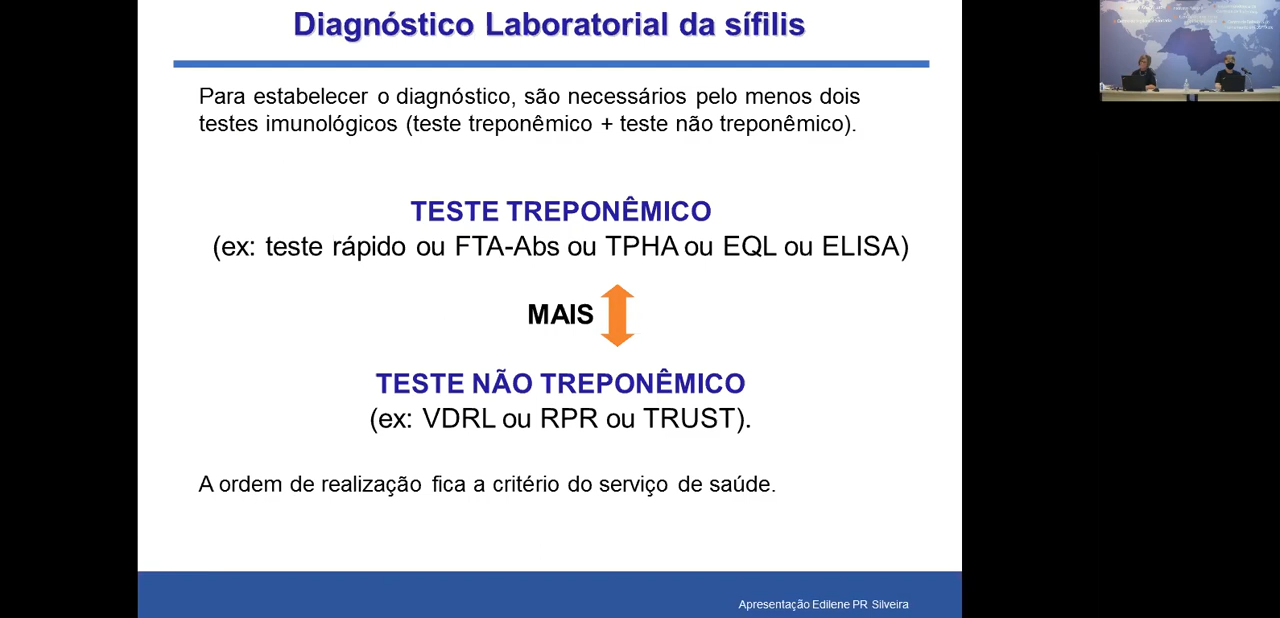 Diagnóstico Laboratorial da sífilis
Para estabelecer o diagnóstico, são necessários pelo menos dois
testes imunológicos (teste treponêmico + teste não treponêmico).
TESTE TREPONÊMICO
(ex: teste rápido ou FTA-Abs ou TPHA ou EQL ou ELISA)
MAIS
TESTE NÃO TREPONÊMICO
(ex: VDRL ou RPR ou TRUST).
A ordem de realização fica a critério do serviço de saúde.
Apresentação Edilene PR Silveira